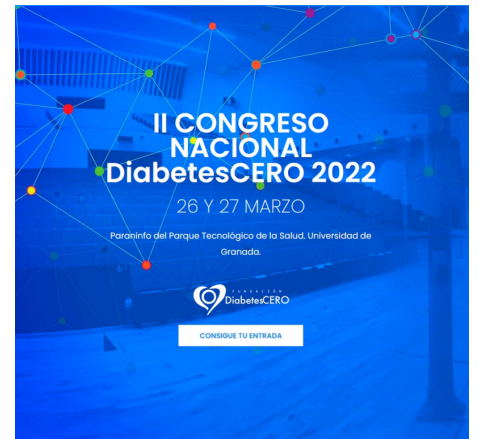 II CONGRESO
NACIONAL
DiabetesCERO 2022
26 Y 27 MARZO
Paraninfo del Parque Tecnológico de la Salud. Universidad de
Granada.
FUNDACIÓN
DiabetesCERO
CONSIGUE TU ENTRADA